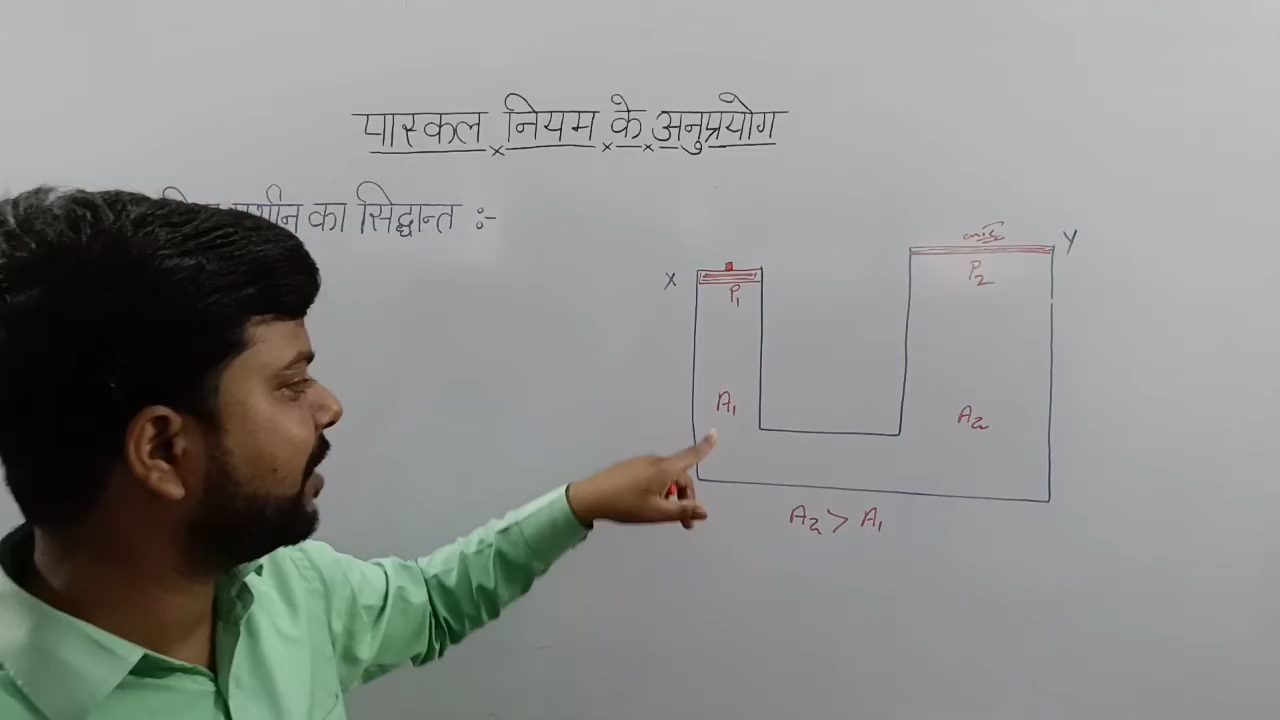 पास्कल नियम के अनुप्रयोग
का सिद्धान्त :-
X
Y
P₁
P₂
A₁
A₂
A₂ > A₁